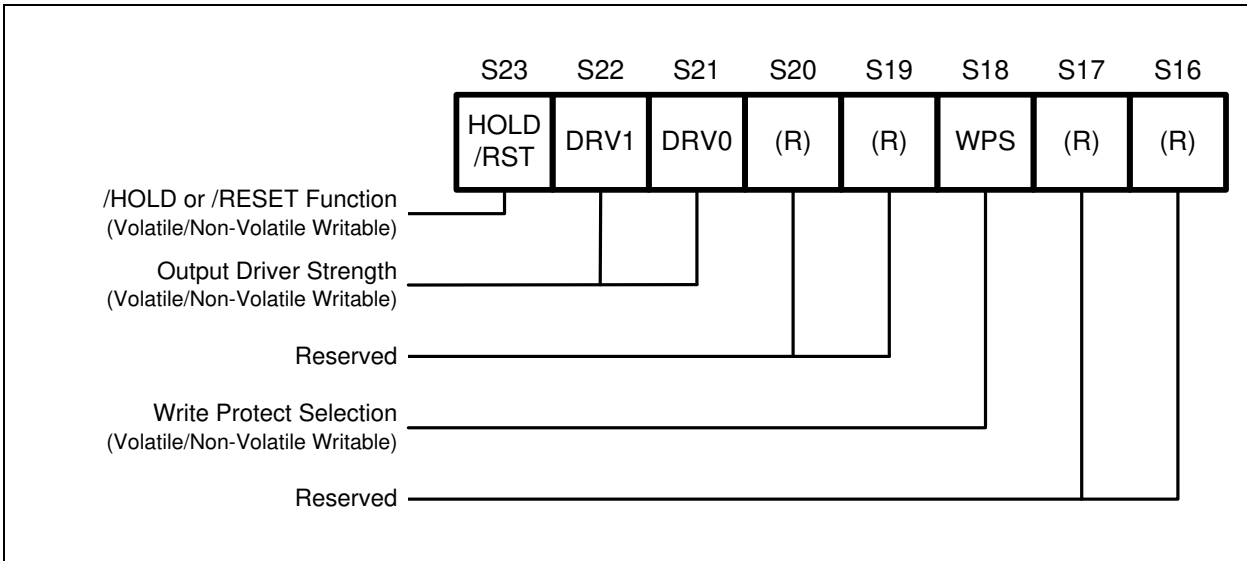 S23 S22 S21 S20 S19 S18 S17 S16
HOLD
/RST DRV1 DRV0 (R) (R) WPS (R) (R)
/HOLD or /RESET Function
(Volatile/Non-Volatile Writable)
Output Driver Strength
(Volatile/Non-Volatile Writable)
Reserved
Write Protect Selection
(Volatile/Non-Volatile Writable)
Reserved